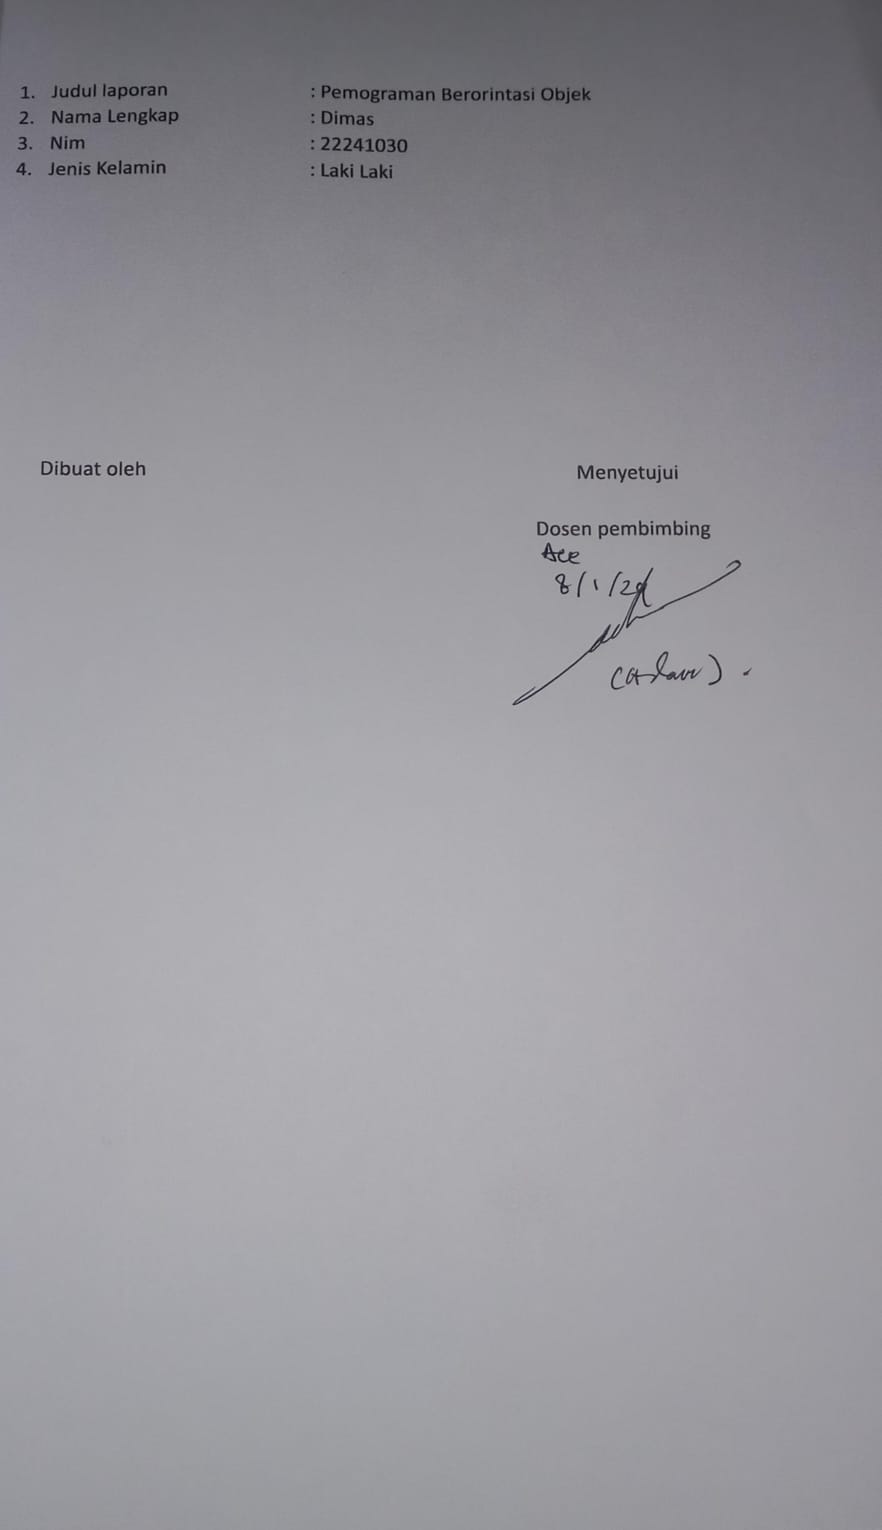 1. Judul laporan : Pemograman Berorintasi Objek
2. Nama Lengkap : Dimas
3. Nim : 22241030
4. Jenis Kelamin : Laki Laki
Dibuat oleh
Menyetujui
Dosen pembimbing
Acc
8/1/24